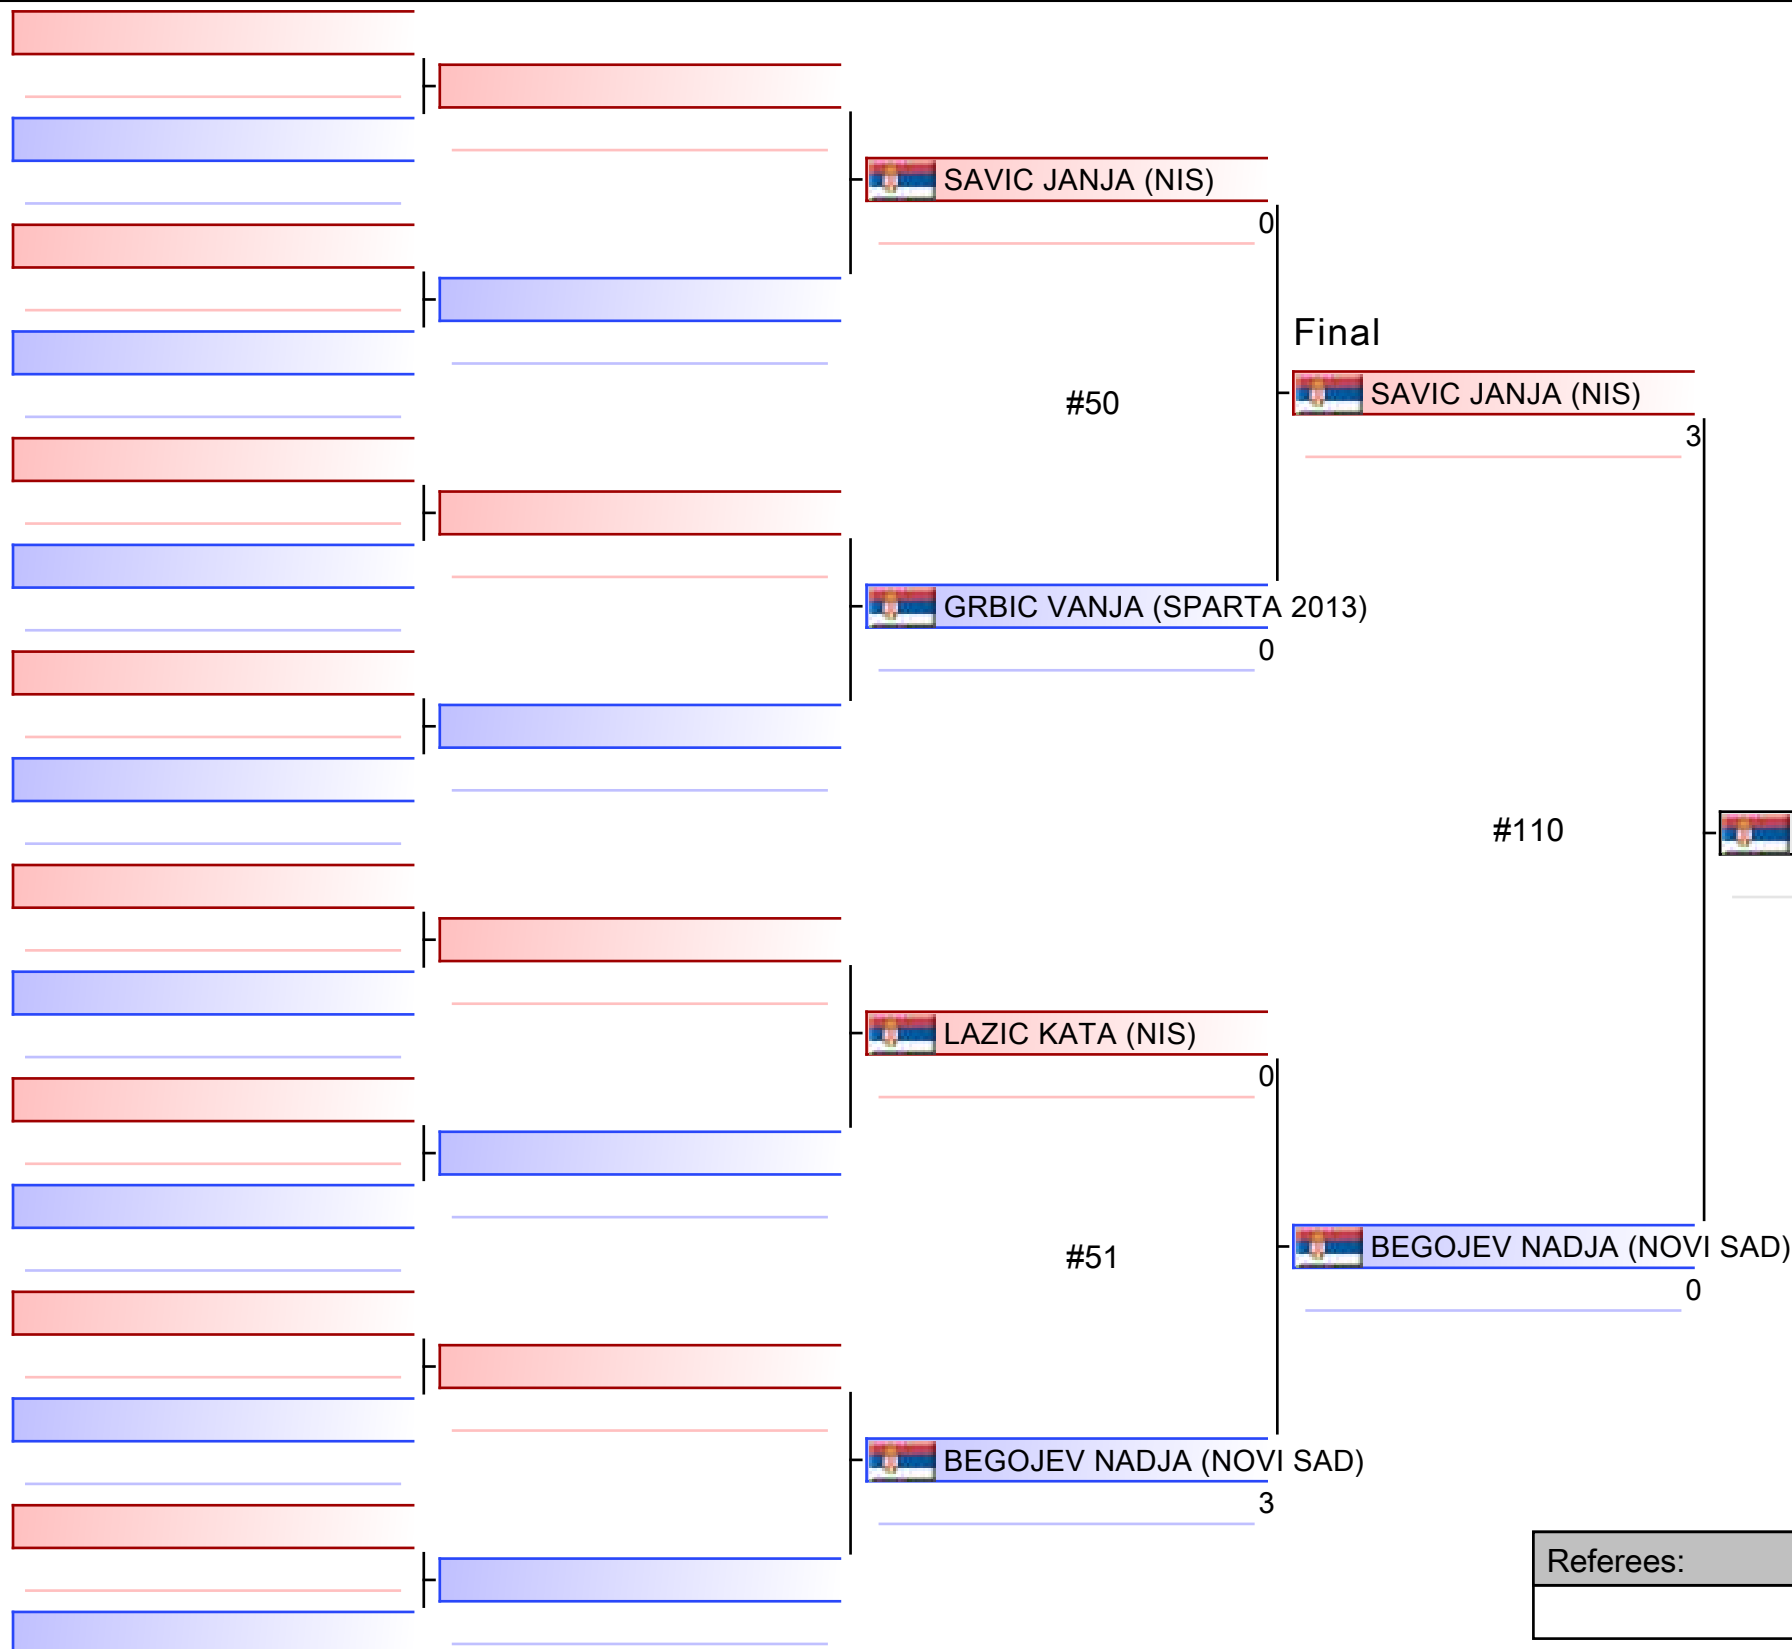 SAVIC JANJA (NIS)
0
Final
#50
SAVIC JANJA (NIS)
3
GRBIC VANJA (SPARTA 2013)
0
#110
LAZIC KATA (NIS)
0
#51
BEGOJEV NADJA (NOVI SAD)
0
BEGOJEV NADJA (NOVI SAD)
3
Referees: